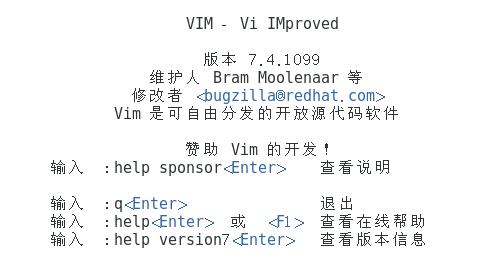 VIM - Vi IMproved
版本 7.4.1099
维护人 Bram Moolenaar 等
修改者 <bugzilla@redhat.com>
Vim 是可自由分发的开放源代码软件
赞助 Vim 的开发！
输入 :help sponsor<Enter> 查看说明
输入 :q<Enter> 退出
输入 :help<Enter> 或 <F1> 查看在线帮助
输入 :help version7<Enter> 查看版本信息